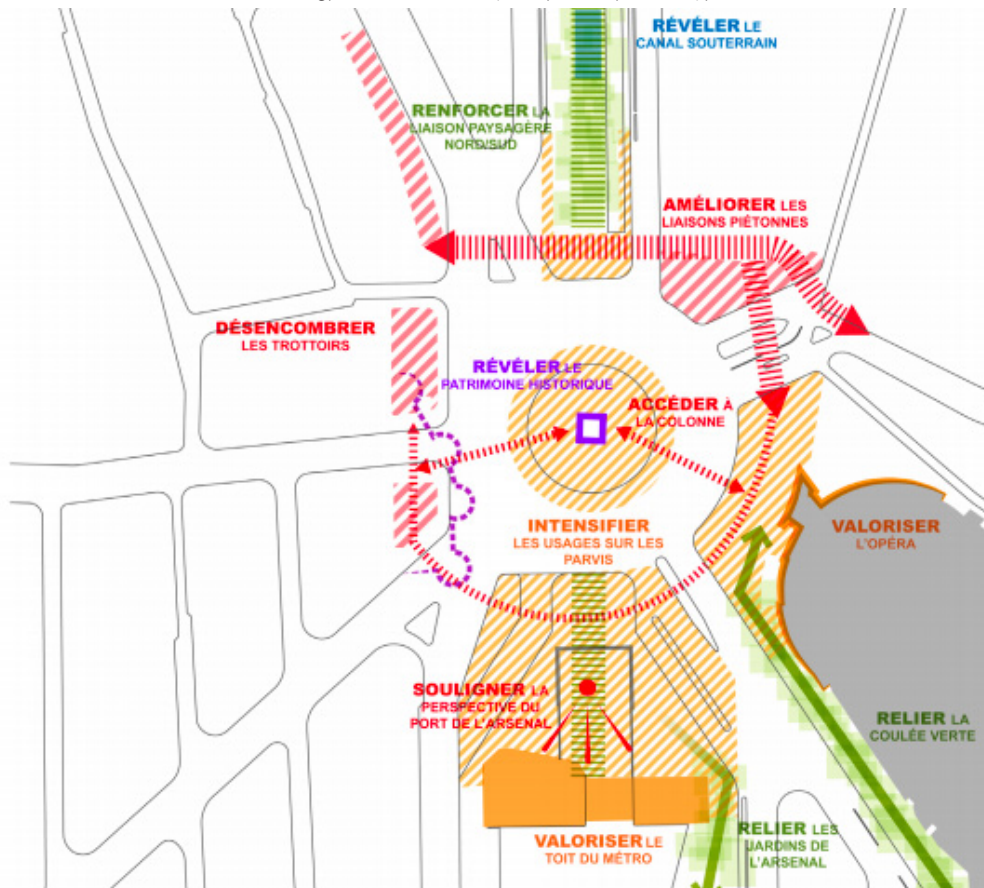 RÉVÉLER LE
CANAL SOUTERRAIN
RENFORCER LA
LIAISON PAYSAGÈRE
NORD/SUD
AMÉLIORER LES
LIAISONS PIÉTONNES
DÉSENCOMBRER
LES TROTTOIRS
RÉVÉLER LE
PATRIMOINE HISTORIQUE
ACCÉDER À
LA COLONNE
INTENSIFIER
LES USAGES SUR LES
PARVIS
VALORISER
L'OPÉRA
SOULIGNER LA
PERSPECTIVE DU
PORT DE L'ARSENAL
RELIER LA
COULÉE VERTE
VALORISER LE
TOIT DU MÉTRO
RELIER LES
JARDINS DE
L'ARSENAL